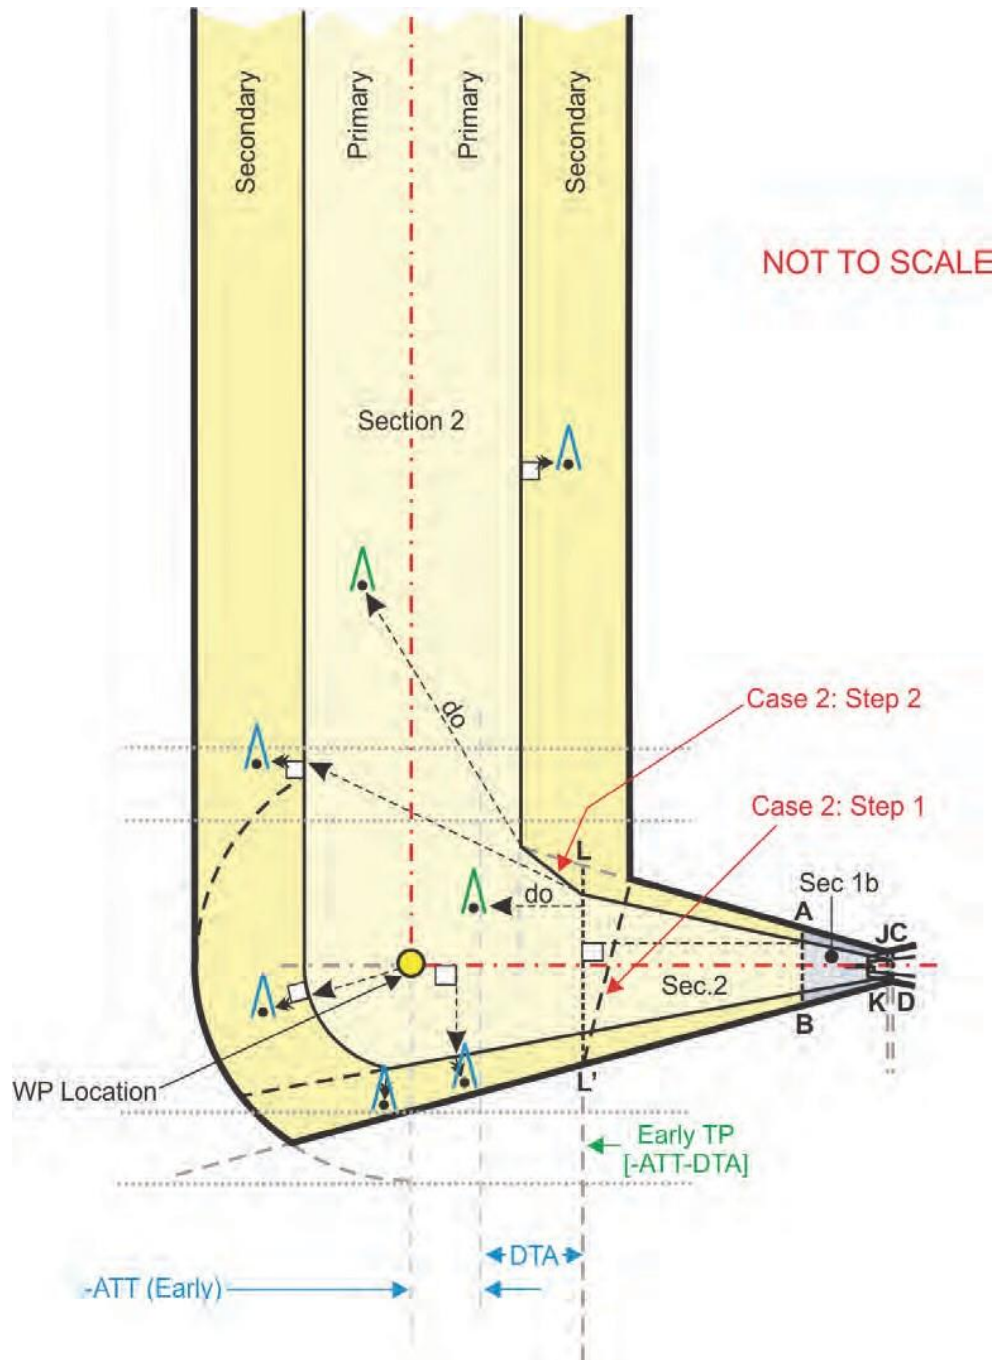 Secondary
Primary
Primary
Secondary
NOT TO SCALE
Section 2
do
Case 2: Step 2
Case 2: Step 1
L
do
A
Sec 1b
JC
Sec.2
B
K D
WP Location
L'
Early TP
[-ATT-DTA]
DTA
-ATT (Early)